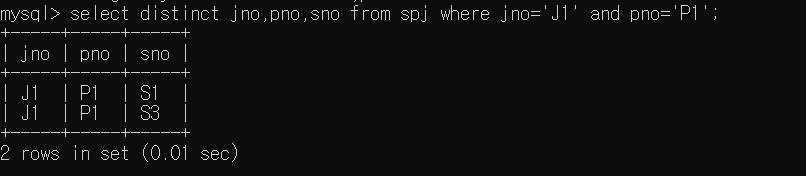 mysql> select distinct jno,pno,sno from spj where jno='J1' and pno='P1';
+-----+-----+-----+
| jno | pno | sno |
+-----+-----+-----+
| J1 | P1 | S1 |
| J1 | P1 | S3 |
+-----+-----+-----+
2 rows in set (0.01 sec)